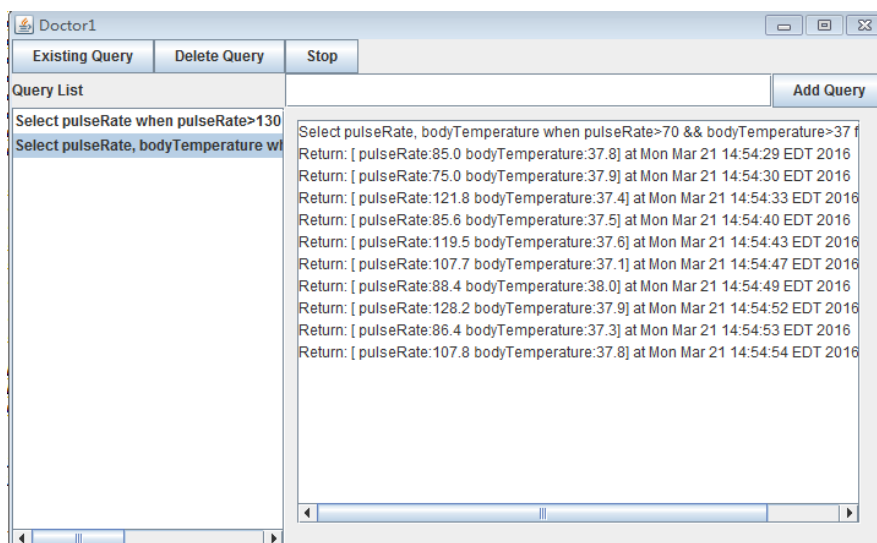 Doctor1
Existing Query Delete Query Stop
Query List Add Query
Select pulseRate when pulseRate>130
Select pulseRate, bodyTemperature
Select pulseRate, bodyTemperature when pulseRate>70 && bodyTemperature>37
Return: [ pulseRate:85.0 bodyTemperature:37.8] at Mon Mar 21 14:54:29 EDT 2016
Return: [ pulseRate:75.0 bodyTemperature:37.9] at Mon Mar 21 14:54:30 EDT 2016
Return: [ pulseRate:121.8 bodyTemperature:37.4] at Mon Mar 21 14:54:33 EDT 2016
Return: [ pulseRate:85.6 bodyTemperature:37.5] at Mon Mar 21 14:54:40 EDT 2016
Return: [ pulseRate:119.5 bodyTemperature:37.6] at Mon Mar 21 14:54:43 EDT 2016
Return: [ pulseRate:107.7 bodyTemperature:37.1] at Mon Mar 21 14:54:47 EDT 2016
Return: [ pulseRate:88.4 bodyTemperature:38.0] at Mon Mar 21 14:54:49 EDT 2016
Return: [ pulseRate:128.2 bodyTemperature:37.9] at Mon Mar 21 14:54:52 EDT 2016
Return: [ pulseRate:86.4 bodyTemperature:37.3] at Mon Mar 21 14:54:53 EDT 2016
Return: [ pulseRate:107.8 bodyTemperature:37.8] at Mon Mar 21 14:54:54 EDT 2016